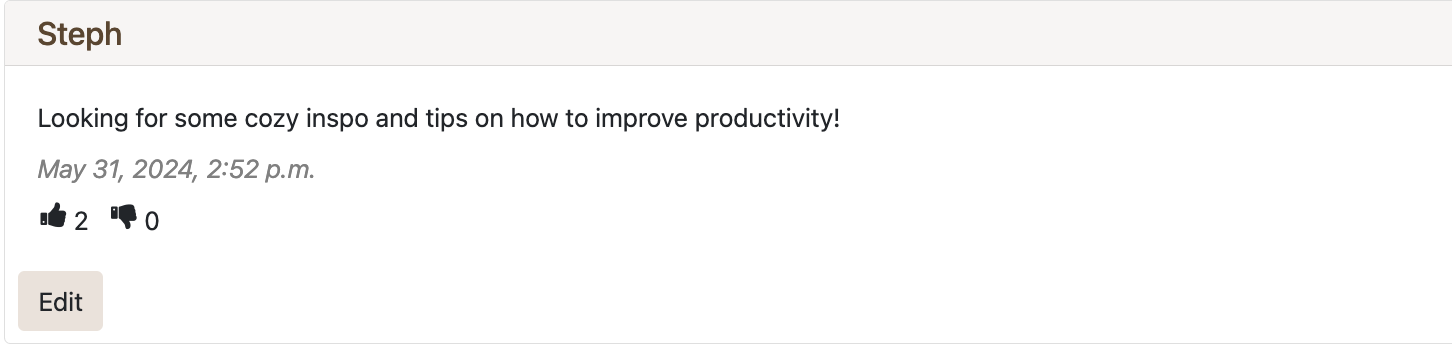 Steph
Looking for some cozy inspo and tips on how to improve productivity!
May 31, 2024, 2:52 p.m.
2 0
Edit